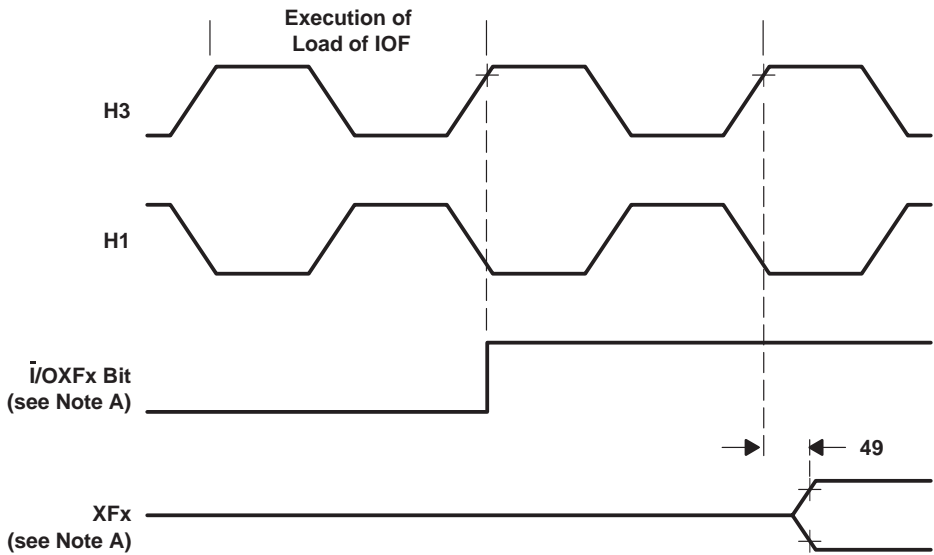 Execution of
Load of IOF
H3
H1
I̅/OXFx Bit
(see Note A)
49
XFx
(see Note A)